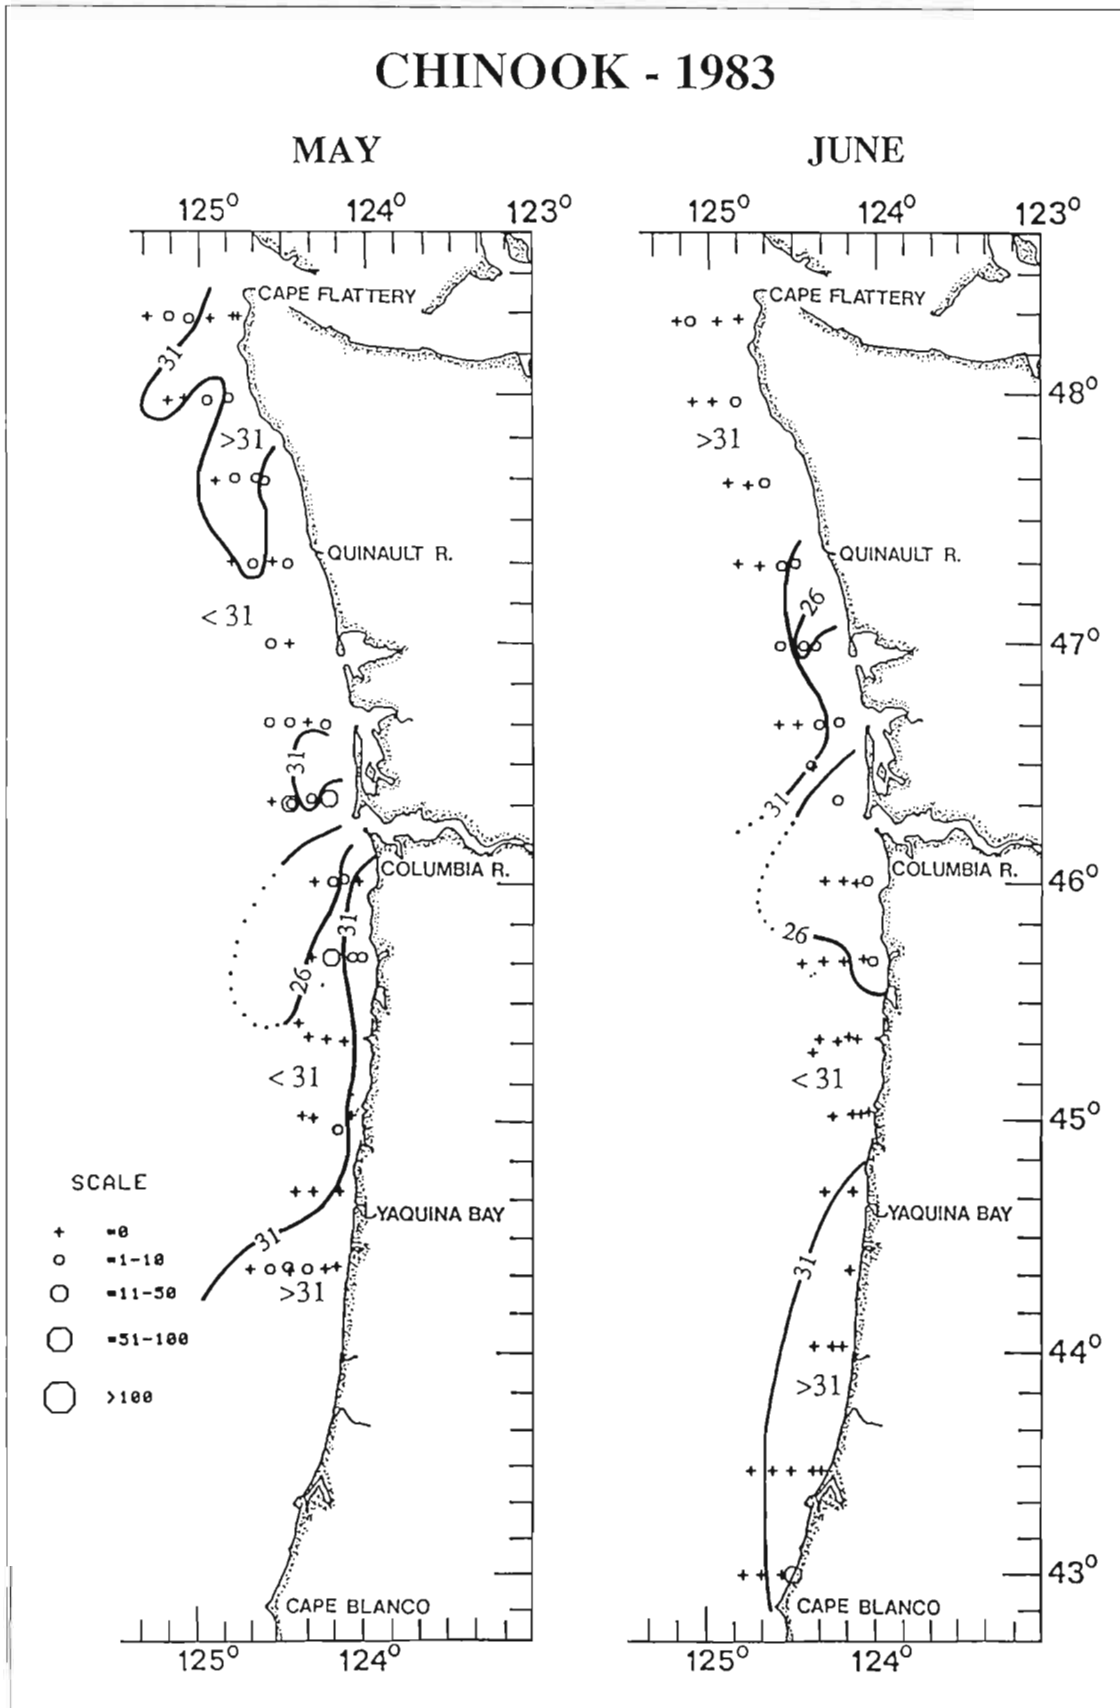 CHINOOK - 1983
MAY
125° 124° 123°
CAPE FLATTERY
31
>31
QUINAULT R.
< 31
31
COLUMBIA R.
31
26
< 31
YAQUINA BAY
31
>31
CAPE BLANCO
125° 124°
SCALE
+ =0
o =1-10
o =11-50
o =51-100
o >100
JUNE
125° 124° 123°
CAPE FLATTERY
48°
>31
QUINAULT R.
26
47°
31
COLUMBIA R.
46°
26
< 31
45°
YAQUINA BAY
31
44°
>31
43°
CAPE BLANCO
125° 124°